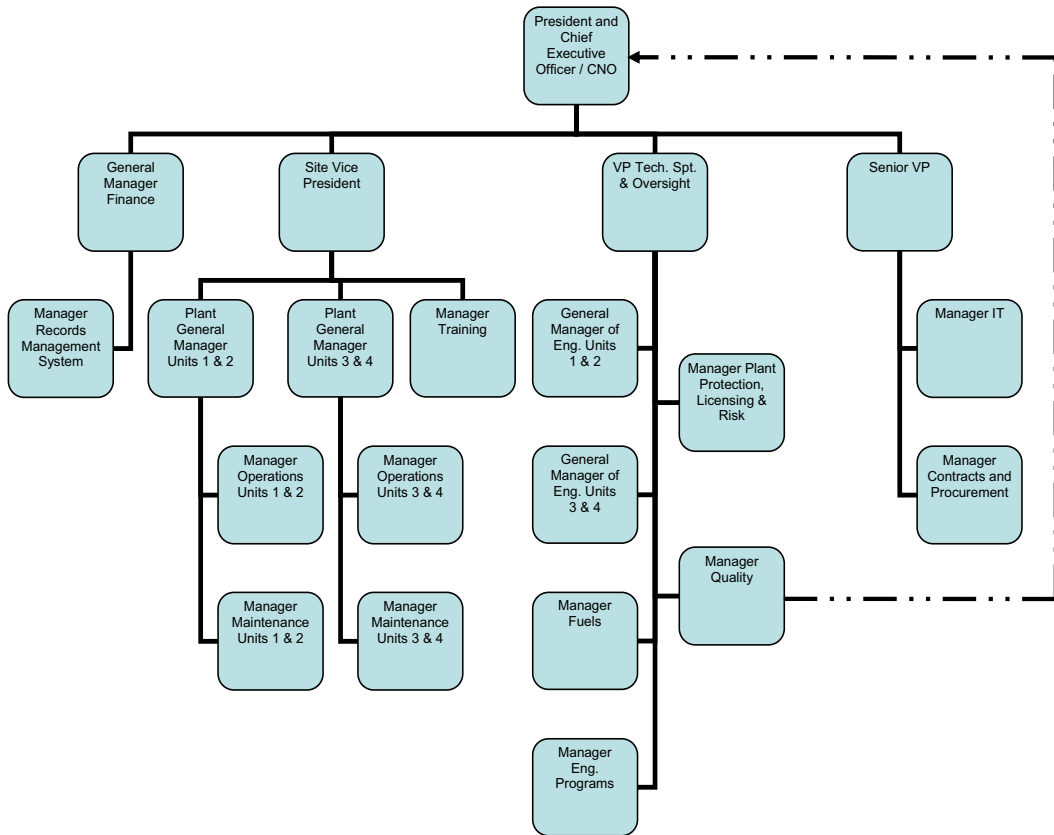 President and
Chief
Executive
Officer / CNO
General
Manager
Finance
Site Vice
President
VP Tech. Spt.
& Oversight
Senior VP
Manager
Records
Management
System
Plant
General
Manager
Units 1 & 2
Plant
General
Manager
Units 3 & 4
Manager
Training
General
Manager of
Eng. Units
1 & 2
Manager Plant
Protection,
Licensing &
Risk
Manager IT
Manager
Operations
Units 1 & 2
Manager
Operations
Units 3 & 4
General
Manager of
Eng. Units
3 & 4
Manager
Contracts and
Procurement
Manager
Quality
Manager
Maintenance
Units 1 & 2
Manager
Maintenance
Units 3 & 4
Manager
Fuels
Manager
Eng.
Programs